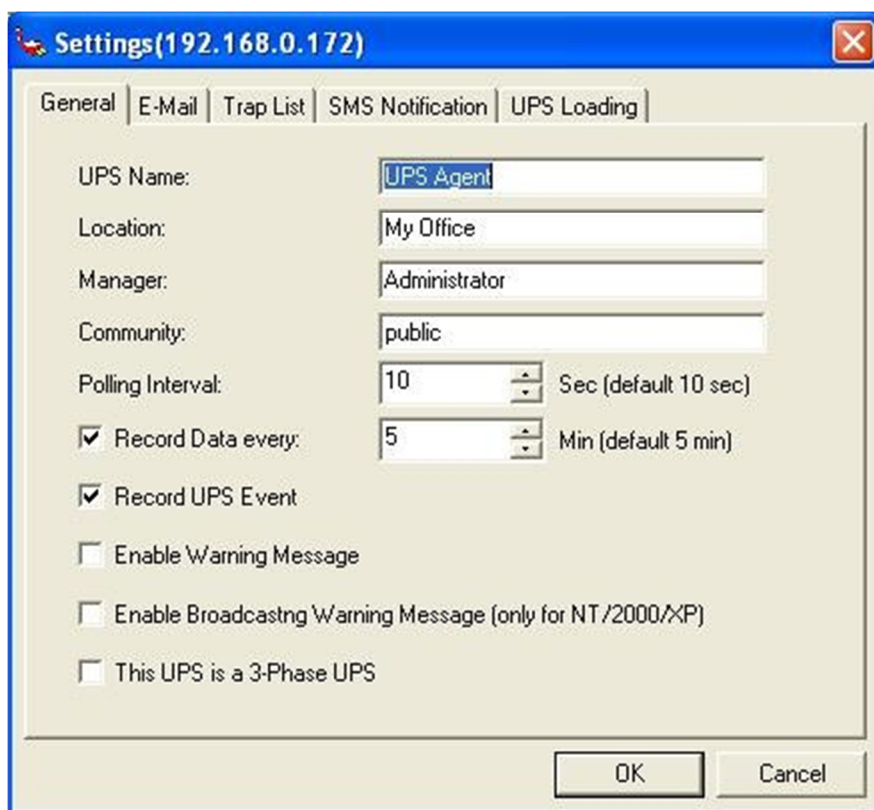 Settings(192.168.0.172)
General E-Mail Trap List SMS Notification UPS Loading
UPS Name: UPS Agent
Location: My Office
Manager: Administrator
Community: public
Polling Interval: 10 Sec (default 10 sec)
Record Data every: 5 Min (default 5 min)
Record UPS Event
Enable Warning Message
Enable Broadcastng Warning Message (only for NT/2000/XP)
This UPS is a 3-Phase UPS
OK Cancel